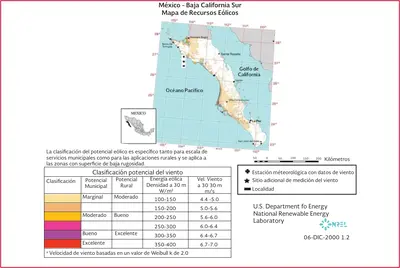 México - Baja California Sur
Mapa de Recursos Eólicos
Golfo de
California
Océano Pacífico
MEXICO
La clasificación del potencial eólico es específico tanto para escala de
servicios municipales como para las aplicaciones rurales y se aplica a
las zonas con superficie de baja rugosidad.
Kilómetros
Clasificación potencial del viento
Clasificación
Potencial
Municipal
Potencial
Rural
Energía eólica
Densidad a 30 m
W/m²
Vel. Viento
a 30 30 m
m/s
Marginal Moderado 100-150 4.4 -5.0
150-200 5.0-5.6
Moderado Bueno 200-250 5.6-6.0
250-300 6.0-6.4
Bueno Excelente 300-350 6.4-6.7
Excelente 350-400 6.7-7.0
Velocidad de viento basadas en un valor de Weibull k de 2.0
Estación meteorológica con datos de viento
Sitio adicional de medición del viento
Localidad
U.S. Department fo Energy
National Renewable Energy
Laboratory
NREL
06-DIC-2000 1.2